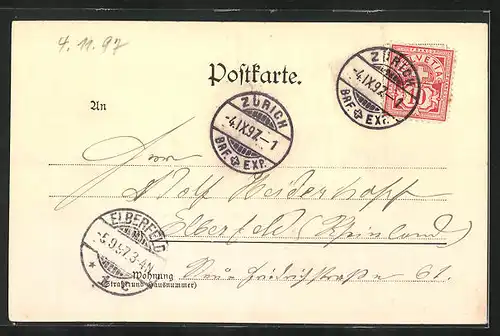 4. 11. 97
Postkarte.
HELVETIA
ZÜRICH
-4.IX.97.-1
BRF. EXP.
ZÜRICH
-4.IX.97.-1
BRF. EXP.
An
Herrn
Adolf Heiderhoff
Elberfeld (Rheinland)
ELBERFELD
-5.9.97.3-4N
Wohnung
(Straße und Hausnummer)
Neue Friedrichstraße 61.